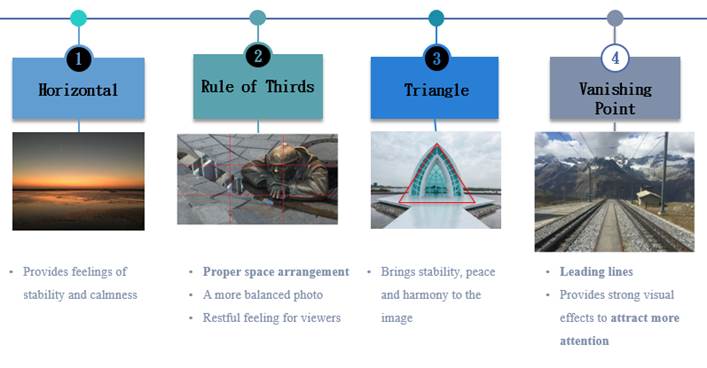 1
Horizontal
• Provides feelings of
stability and calmness
2
Rule of Thirds
• Proper space arrangement
• A more balanced photo
• Restful feeling for viewers
3
Triangle
• Brings stability, peace
and harmony to the
image
4
Vanishing
Point
• Leading lines
• Provides strong visual
effects to attract more
attention